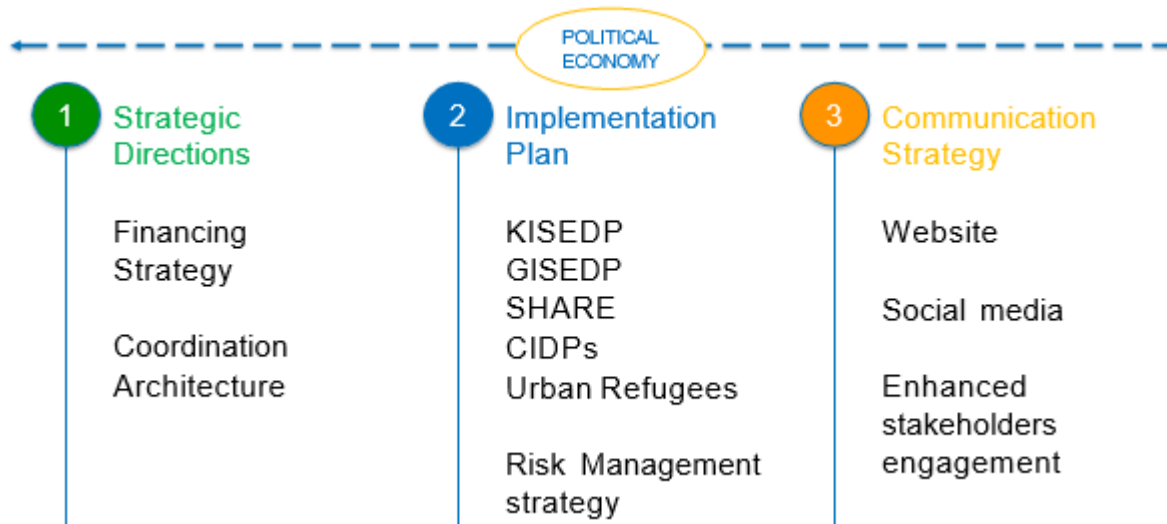 POLITICAL
ECONOMY
1
Strategic
Directions
Financing
Strategy
Coordination
Architecture
2
Implementation
Plan
KISEDP
GISEDP
SHARE
CIDPs
Urban Refugees
Risk Management
strategy
3
Communication
Strategy
Website
Social media
Enhanced
stakeholders
engagement